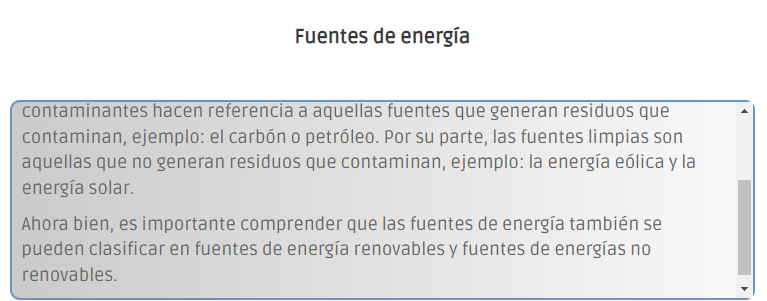 Fuentes de energía
contaminantes hacen referencia a aquellas fuentes que generan residuos que
contaminan, ejemplo: el carbón o petróleo. Por su parte, las fuentes limpias son
aquellas que no generan residuos que contaminan, ejemplo: la energía eólica y la
energía solar.
Ahora bien, es importante comprender que las fuentes de energía también se
pueden clasificar en fuentes de energía renovables y fuentes de energías no
renovables.